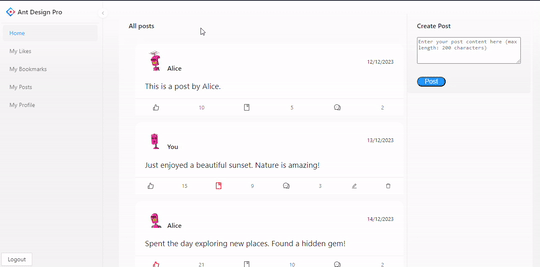 Ant Design Pro
Home
My Likes
My Bookmarks
My Posts
My Profile
Logout
All posts
Alice
12/12/2023
This is a post by Alice.
10
5
2
You
13/12/2023
Just enjoyed a beautiful sunset. Nature is amazing!
15
9
3
Alice
14/12/2023
Spent the day exploring new places. Found a hidden gem!
21
10
2
Create Post
Enter your post content here (max
length: 200 characters)
Post